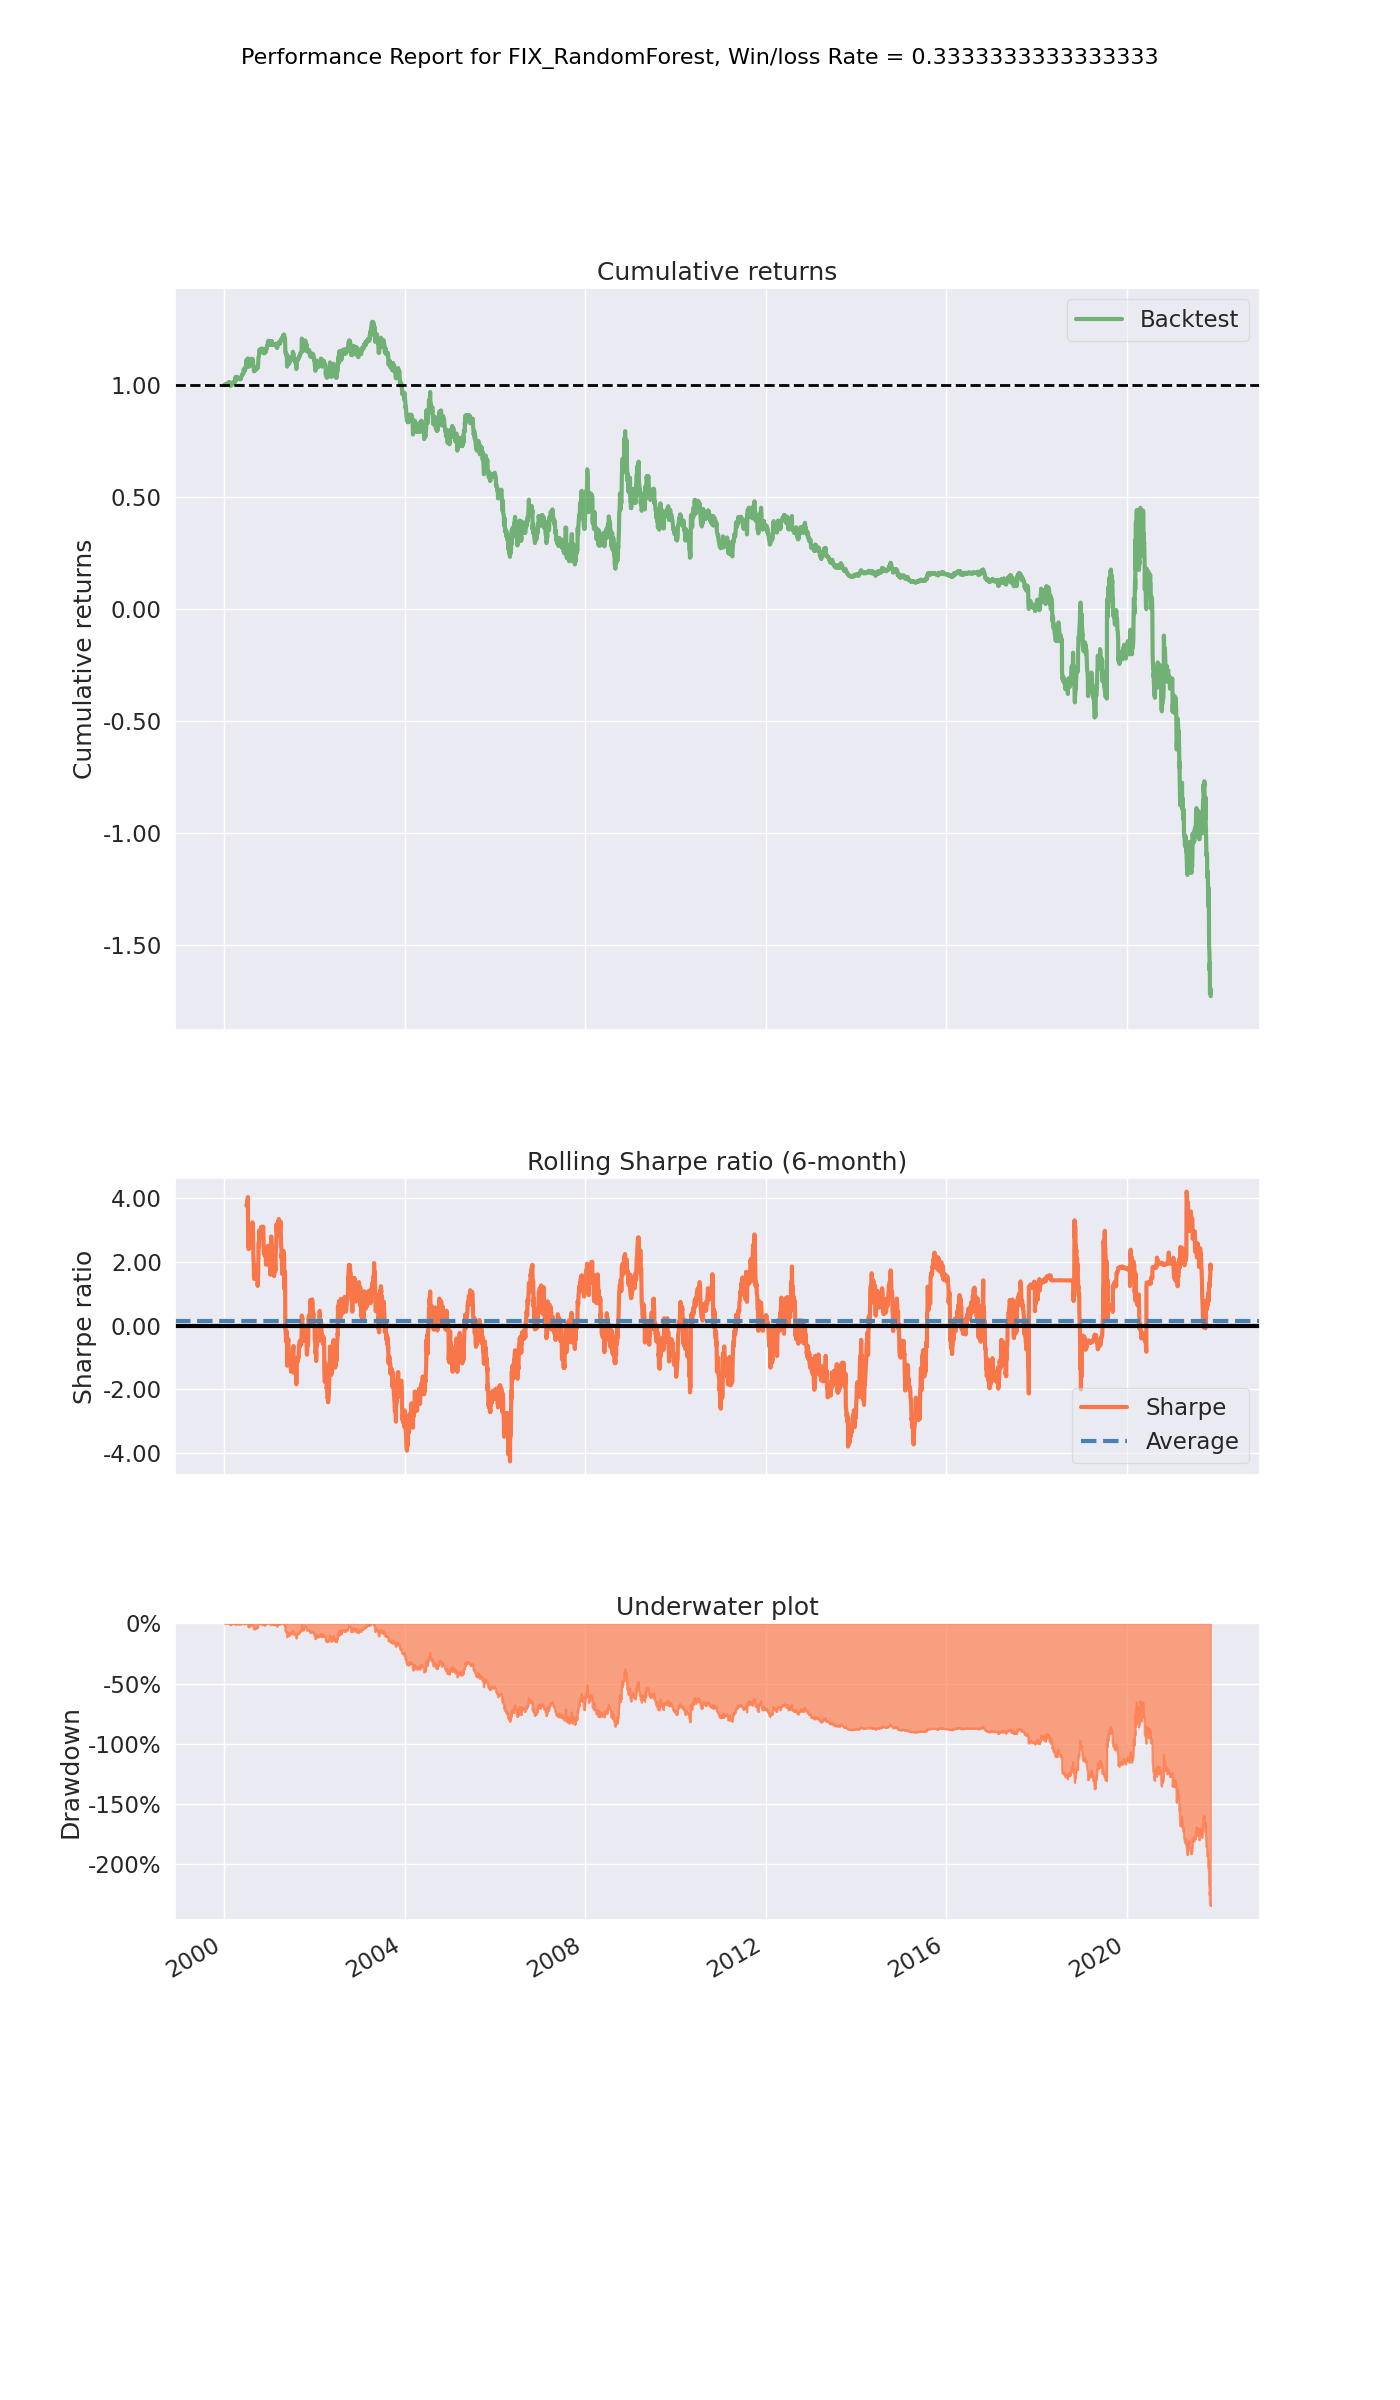 Performance Report for FIX_RandomForest, Win/loss Rate = 0.3333333333333333
Cumulative returns
Backtest
Cumulative returns
1.00
0.50
0.00
-0.50
-1.00
-1.50
Rolling Sharpe ratio (6-month)
Sharpe ratio
4.00
2.00
0.00
-2.00
-4.00
Sharpe
Average
Underwater plot
Drawdown
0%
-50%
-100%
-150%
-200%
2000
2004
2008
2012
2016
2020